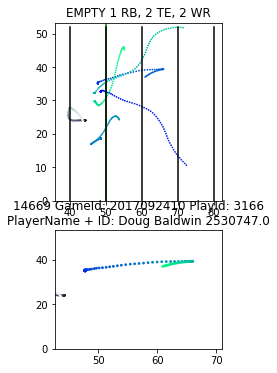 EMPTY 1 RB, 2 TE, 2 WR
50
40
30
20
10
0
40 50 60 70 80
14669 GameId: 2017092410 PlayId: 3166
PlayerName + ID: Doug Baldwin 2530747.0
40
20
0
50 60 70